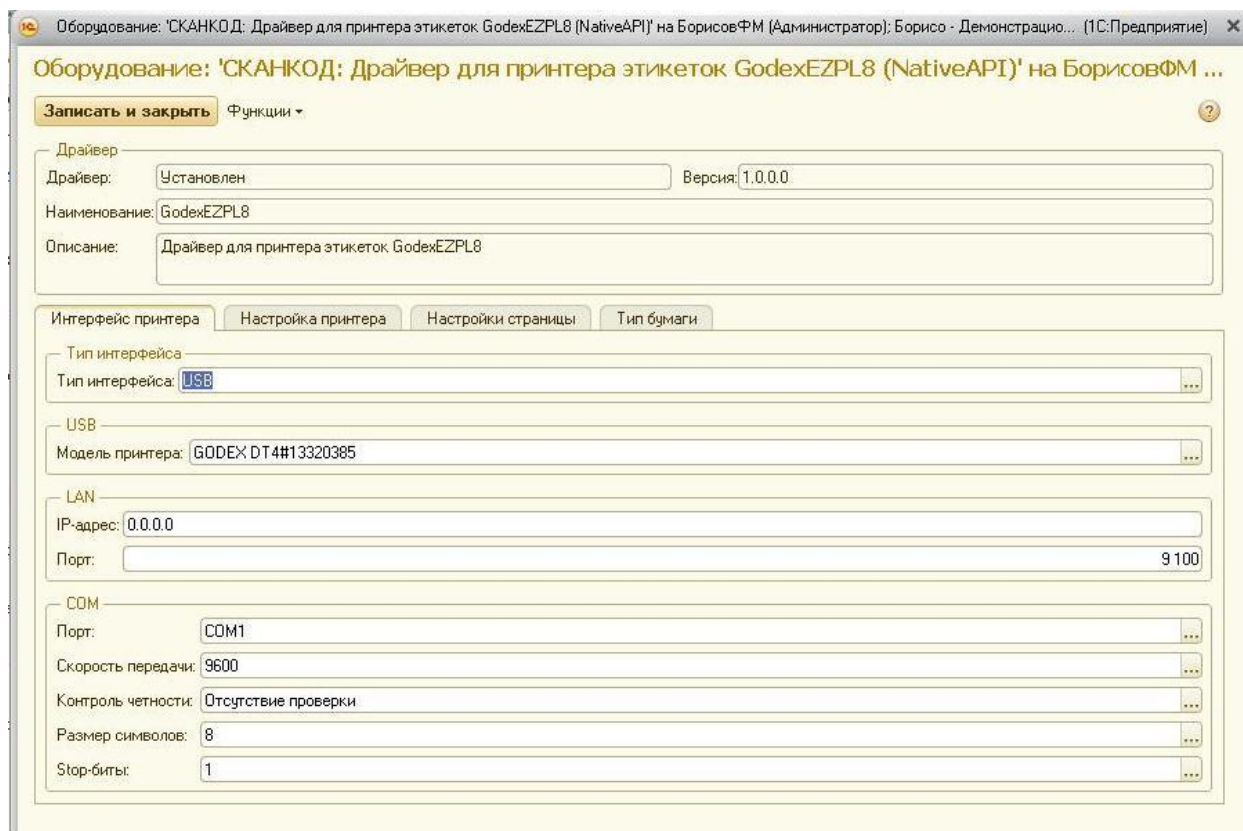 Оборудование: 'СКАНКОД: Драйвер для принтера этикеток GodexEZPL8 (NativeAPI)' на БорисовФМ (Администратор); Борисо - Демонстрацио... (1С:Предприятие)
Оборудование: 'СКАНКОД: Драйвер для принтера этикеток GodexEZPL8 (NativeAPI)' на БорисовФМ ...
Записать и закрыть Функции ?
Драйвер
Драйвер: Установлен Версия: 1.0.0.0
Наименование: GodexEZPL8
Описание: Драйвер для принтера этикеток GodexEZPL8
Интерфейс принтера Настройка принтера Настройки страницы Тип бумаги
Тип интерфейса
Тип интерфейса: USB ...
USB
Модель принтера: GODEX DT4#13320385 ...
LAN
IP-адрес: 0.0.0.0
Порт: 9 100
COM
Порт: COM1 ...
Скорость передачи: 9600 ...
Контроль четности: Отсутствие проверки ...
Размер символов: 8 ...
Stop-биты: 1 ...